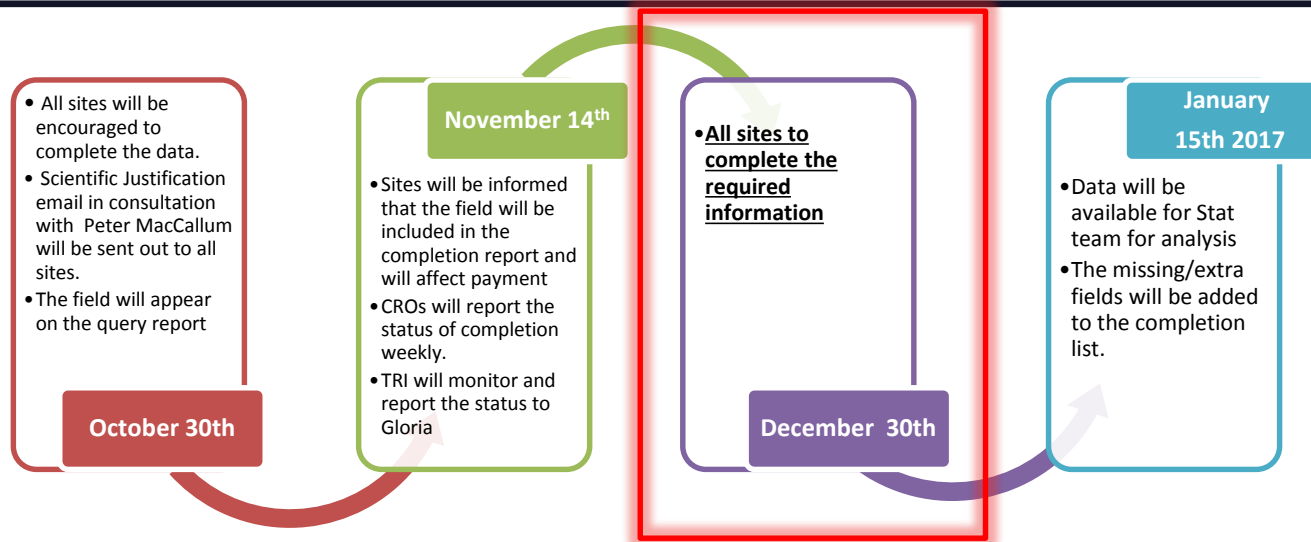 • All sites will be
encouraged to
complete the data.
• Scientific Justification
email in consultation
with Peter MacCallum
will be sent out to all
sites.
• The field will appear
on the query report
October 30th
November 14th
• Sites will be informed
that the field will be
included in the
completion report and
will affect payment
• CROs will report the
status of completion
weekly.
• TRI will monitor and
report the status to
Gloria
• All sites to
complete the
required
information
December 30th
January
15th 2017
• Data will be
available for Stat
team for analysis
• The missing/extra
fields will be added
to the completion
list.